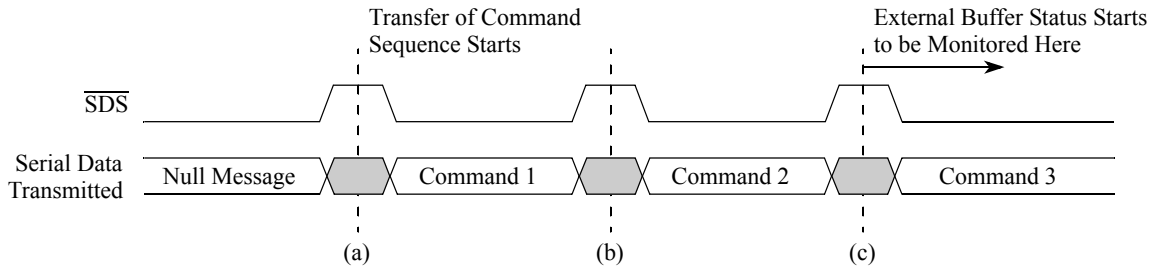 Transfer of Command
Sequence Starts
External Buffer Status Starts
to be Monitored Here
SDS
Serial Data
Transmitted
Null Message
Command 1
Command 2
Command 3
(a)
(b)
(c)